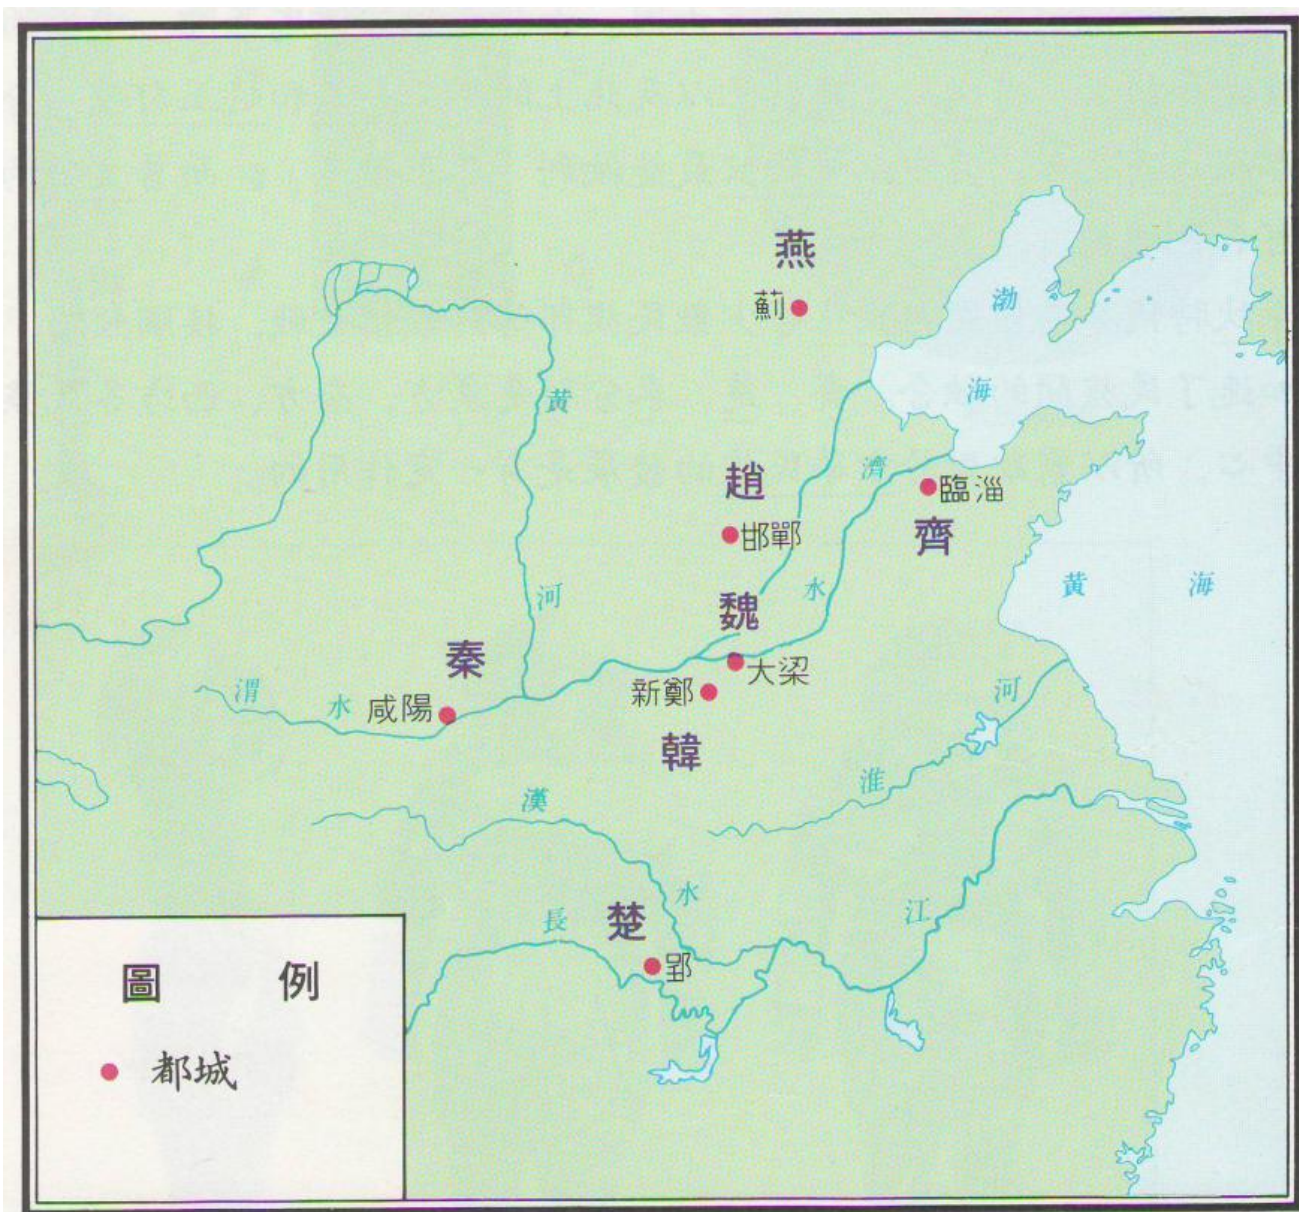 燕
薊
渤
海
黃
趙
濟
臨淄
邯鄲
齊
河
水
魏
黃 海
秦
大梁
新鄭
渭
水
咸陽
河
韓
淮
漢
水
江
長
楚
郢
圖 例
都城